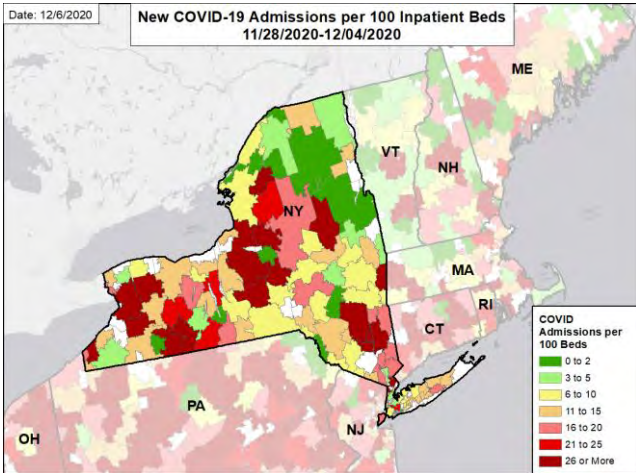 Date: 12/6/2020
New COVID-19 Admissions per 100 Inpatient Beds
11/28/2020-12/04/2020
ME
VT
NH
NY
MA
CT
RI
PA
NJ
OH
COVID
Admissions per
100 Beds
0 to 2
3 to 5
6 to 10
11 to 15
16 to 20
21 to 25
26 or More